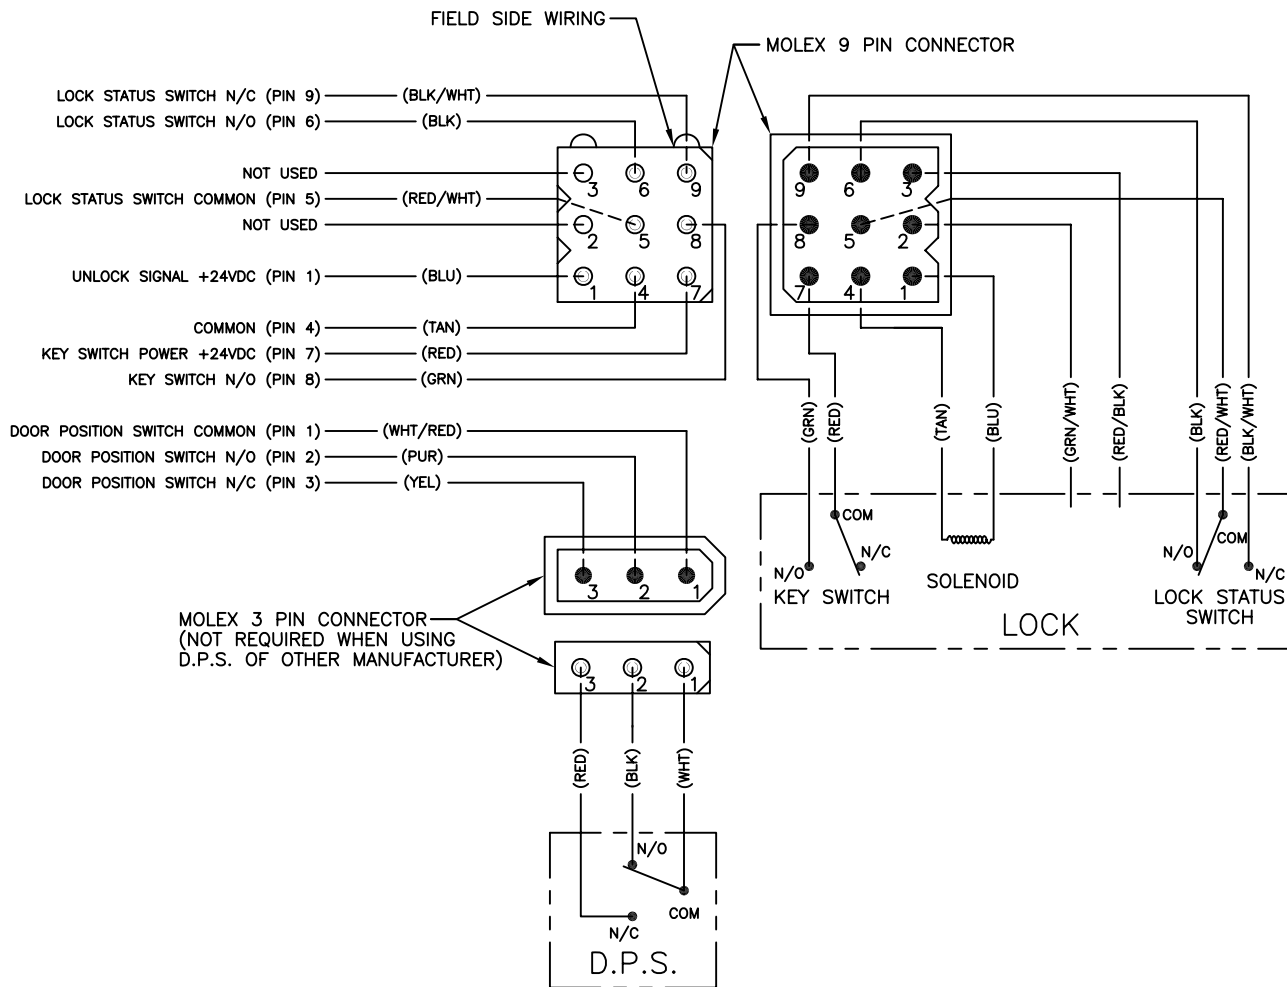 FIELD SIDE WIRING
MOLEX 9 PIN CONNECTOR
LOCK STATUS SWITCH N/C (PIN 9) (BLK/WHT)
LOCK STATUS SWITCH N/O (PIN 6) (BLK)
NOT USED
LOCK STATUS SWITCH COMMON (PIN 5) (RED/WHT)
NOT USED
UNLOCK SIGNAL +24VDC (PIN 1) (BLU)
COMMON (PIN 4) (TAN)
KEY SWITCH POWER +24VDC (PIN 7) (RED)
KEY SWITCH N/O (PIN 8) (GRN)
3 6 9
2 5 8
1 4 7
9 6 3
8 5 2
7 4 1
(GRN)
(RED)
(TAN)
(BLU)
(GRN/WHT)
(RED/BLK)
(BLK)
(RED/WHT)
(BLK/WHT)
DOOR POSITION SWITCH COMMON (PIN 1) (WHT/RED)
DOOR POSITION SWITCH N/O (PIN 2) (PUR)
DOOR POSITION SWITCH N/C (PIN 3) (YEL)
COM
N/C
N/O
KEY SWITCH
SOLENOID
COM
N/O
N/C
LOCK STATUS
SWITCH
LOCK
3 2 1
MOLEX 3 PIN CONNECTOR
(NOT REQUIRED WHEN USING
D.P.S. OF OTHER MANUFACTURER)
3 2 1
(RED)
(BLK)
(WHT)
N/O
COM
N/C
D.P.S.